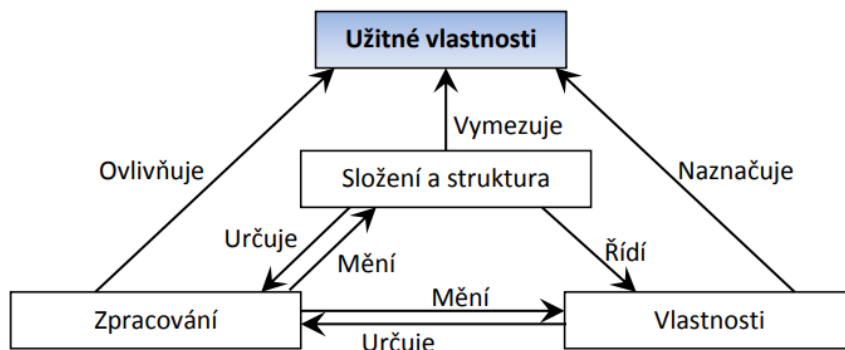 Užitné vlastnosti
Vymezuje
Ovlivňuje
Naznačuje
Složení a struktura
Určuje
Mění
Řídí
Zpracování
Mění
Vlastnosti
Určuje